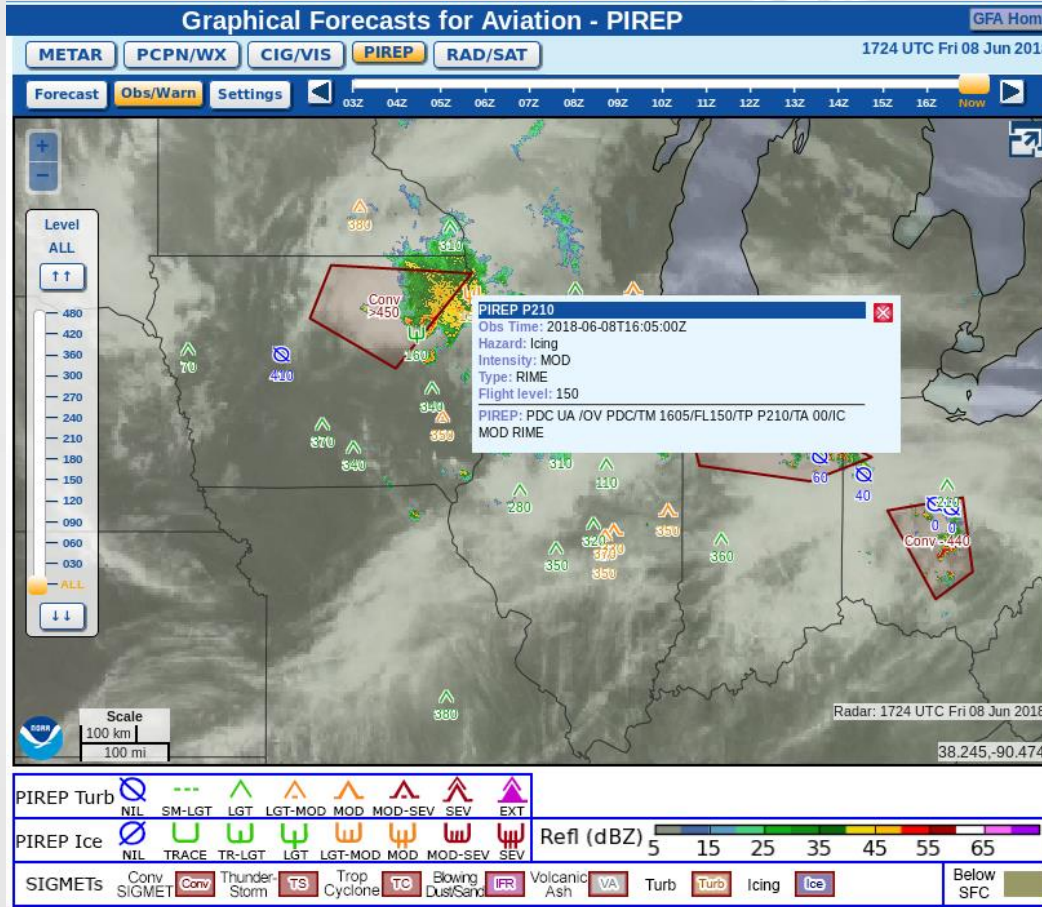 Graphical Forecasts for Aviation - PIREP
GFA Hom
METAR PCPN/WX CIG/VIS PIREP RAD/SAT
1724 UTC Fri 08 Jun 201
Forecast Obs/Warn Settings
03Z 04Z 05Z 06Z 07Z 08Z 09Z 10Z 11Z 12Z 13Z 14Z 15Z 16Z Now
+
−
Level
ALL
↑↑
480
420
360
300
270
240
210
180
150
120
090
060
030
ALL
↓↓
380
310
Conv
>450
160
70
410
340
350
370
340
310
110
280
350
320
370
350
350
360
60
40
210
0 0
Conv 440
380
PIREP P210
Obs Time: 2018-06-08T16:05:00Z
Hazard: Icing
Intensity: MOD
Type: RIME
Flight level: 150
PIREP: PDC UA /OV PDC/TM 1605/FL150/TP P210/TA 00/IC
MOD RIME
NOAA
Scale
100 km
100 mi
Radar: 1724 UTC Fri 08 Jun 2018
38.245,-90.474
PIREP Turb NIL SM-LGT LGT LGT-MOD MOD MOD-SEV SEV EXT
PIREP Ice NIL TRACE TR-LGT LGT LGT-MOD MOD MOD-SEV SEV
Refl (dBZ) 5 15 25 35 45 55 65
SIGMETs Conv SIGMET Conv Thunder-Storm TS Trop Cyclone TC Blowing Dust/Sand IFR Volcanic Ash VA Turb Turb Icing Ice
Below
SFC